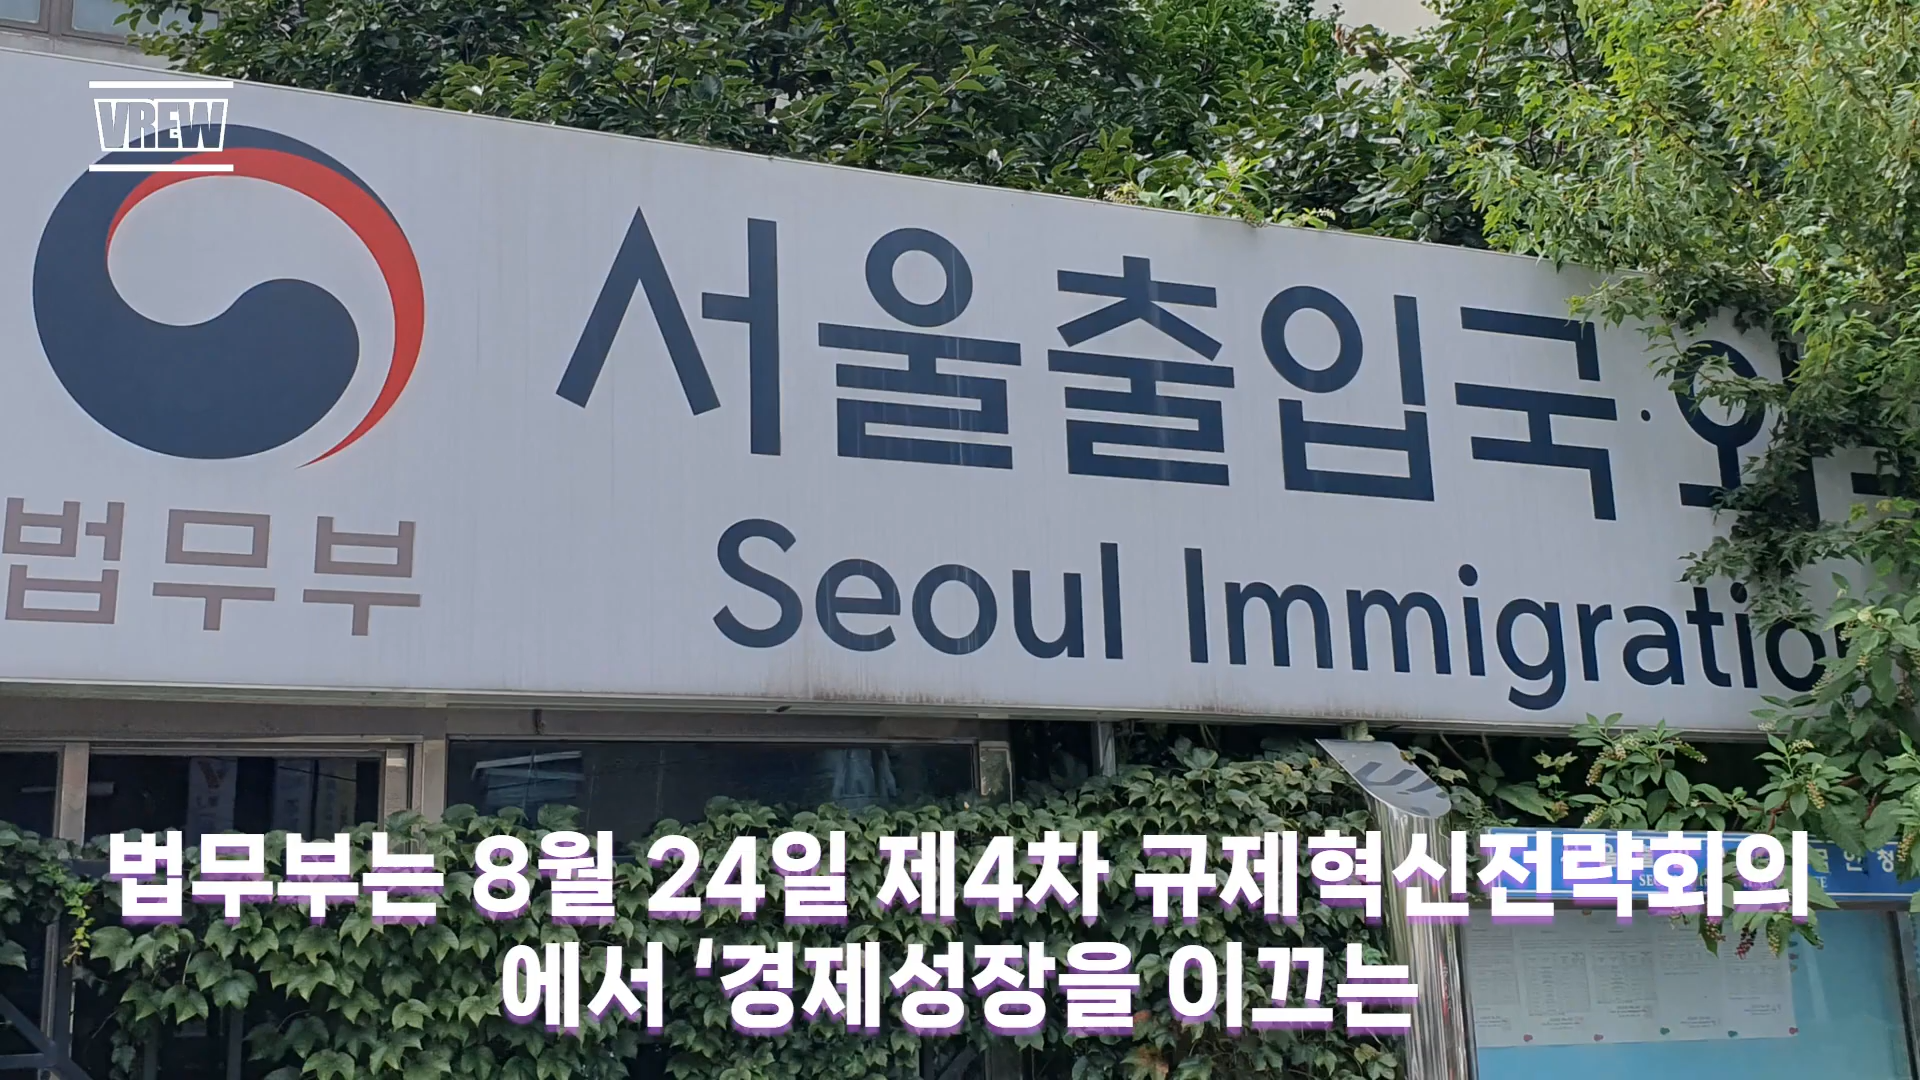 VREW
서울출입국·외
법무부
Seoul Immigration
법무부는 8월 24일 제4차 규제혁신전략회의
에서 ‘경제성장을 이끄는